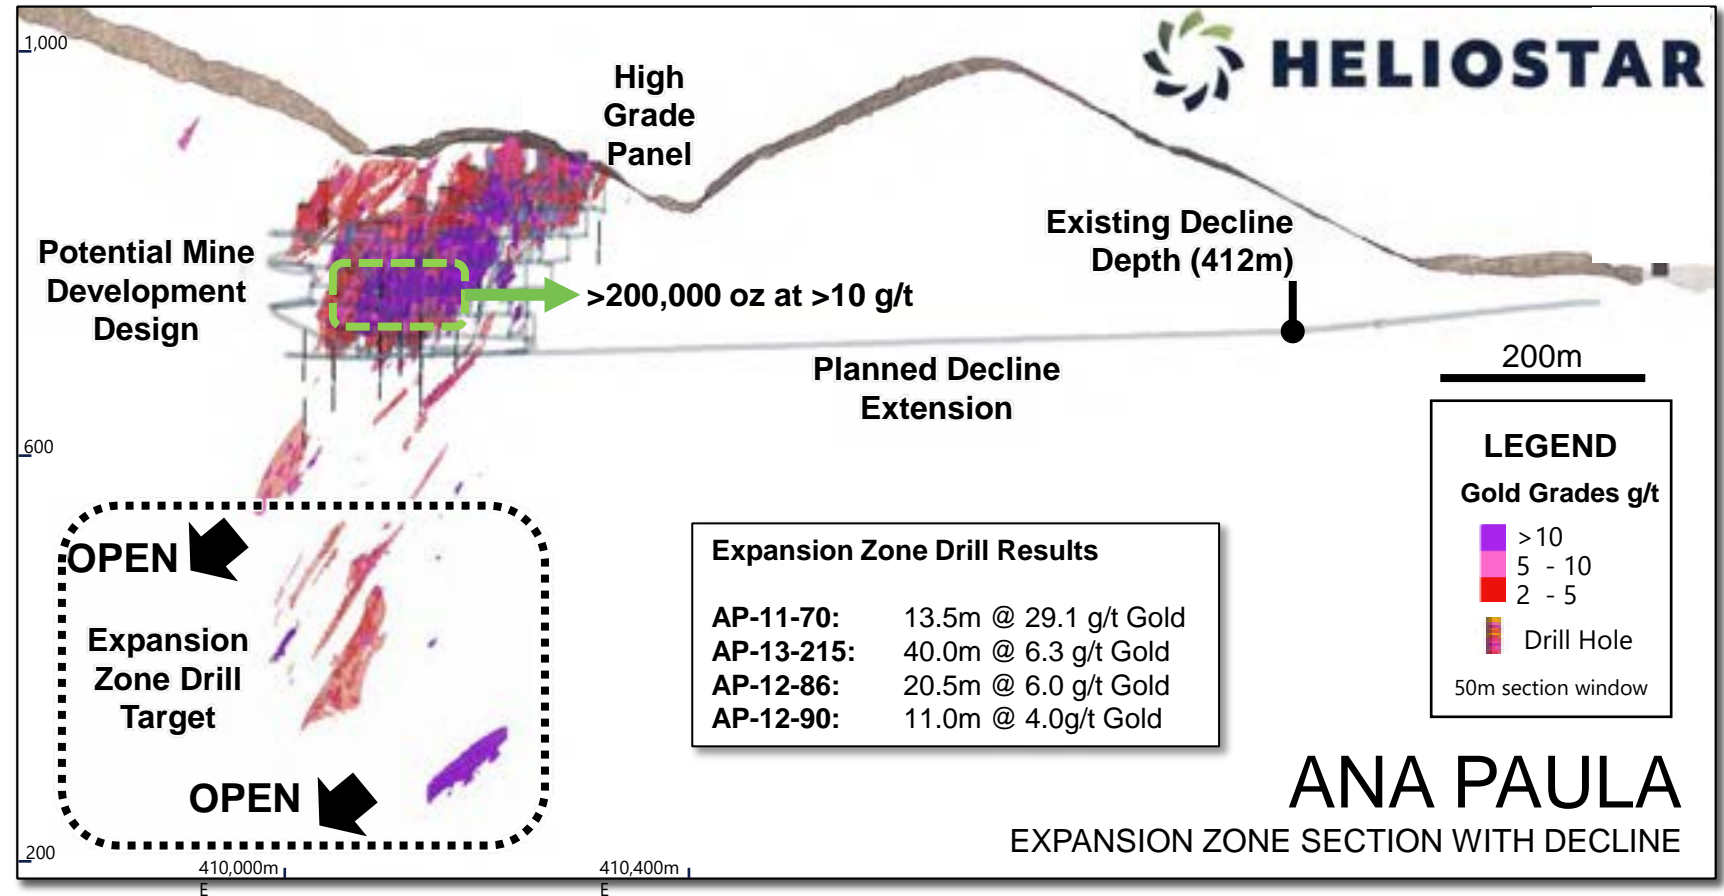 1,000
HELIOSTAR
High
Grade
Panel
Existing Decline
Depth (412m)
Potential Mine
Development
Design
>200,000 oz at >10 g/t
Planned Decline
Extension
200m
600
LEGEND
Gold Grades g/t
>10
5 - 10
2 - 5
Drill Hole
50m section window
OPEN
Expansion
Zone Drill
Target
OPEN
Expansion Zone Drill Results
AP-11-70: 13.5m @ 29.1 g/t Gold
AP-13-215: 40.0m @ 6.3 g/t Gold
AP-12-86: 20.5m @ 6.0 g/t Gold
AP-12-90: 11.0m @ 4.0g/t Gold
ANA PAULA
EXPANSION ZONE SECTION WITH DECLINE
200
410,000m
E
410,400m
E